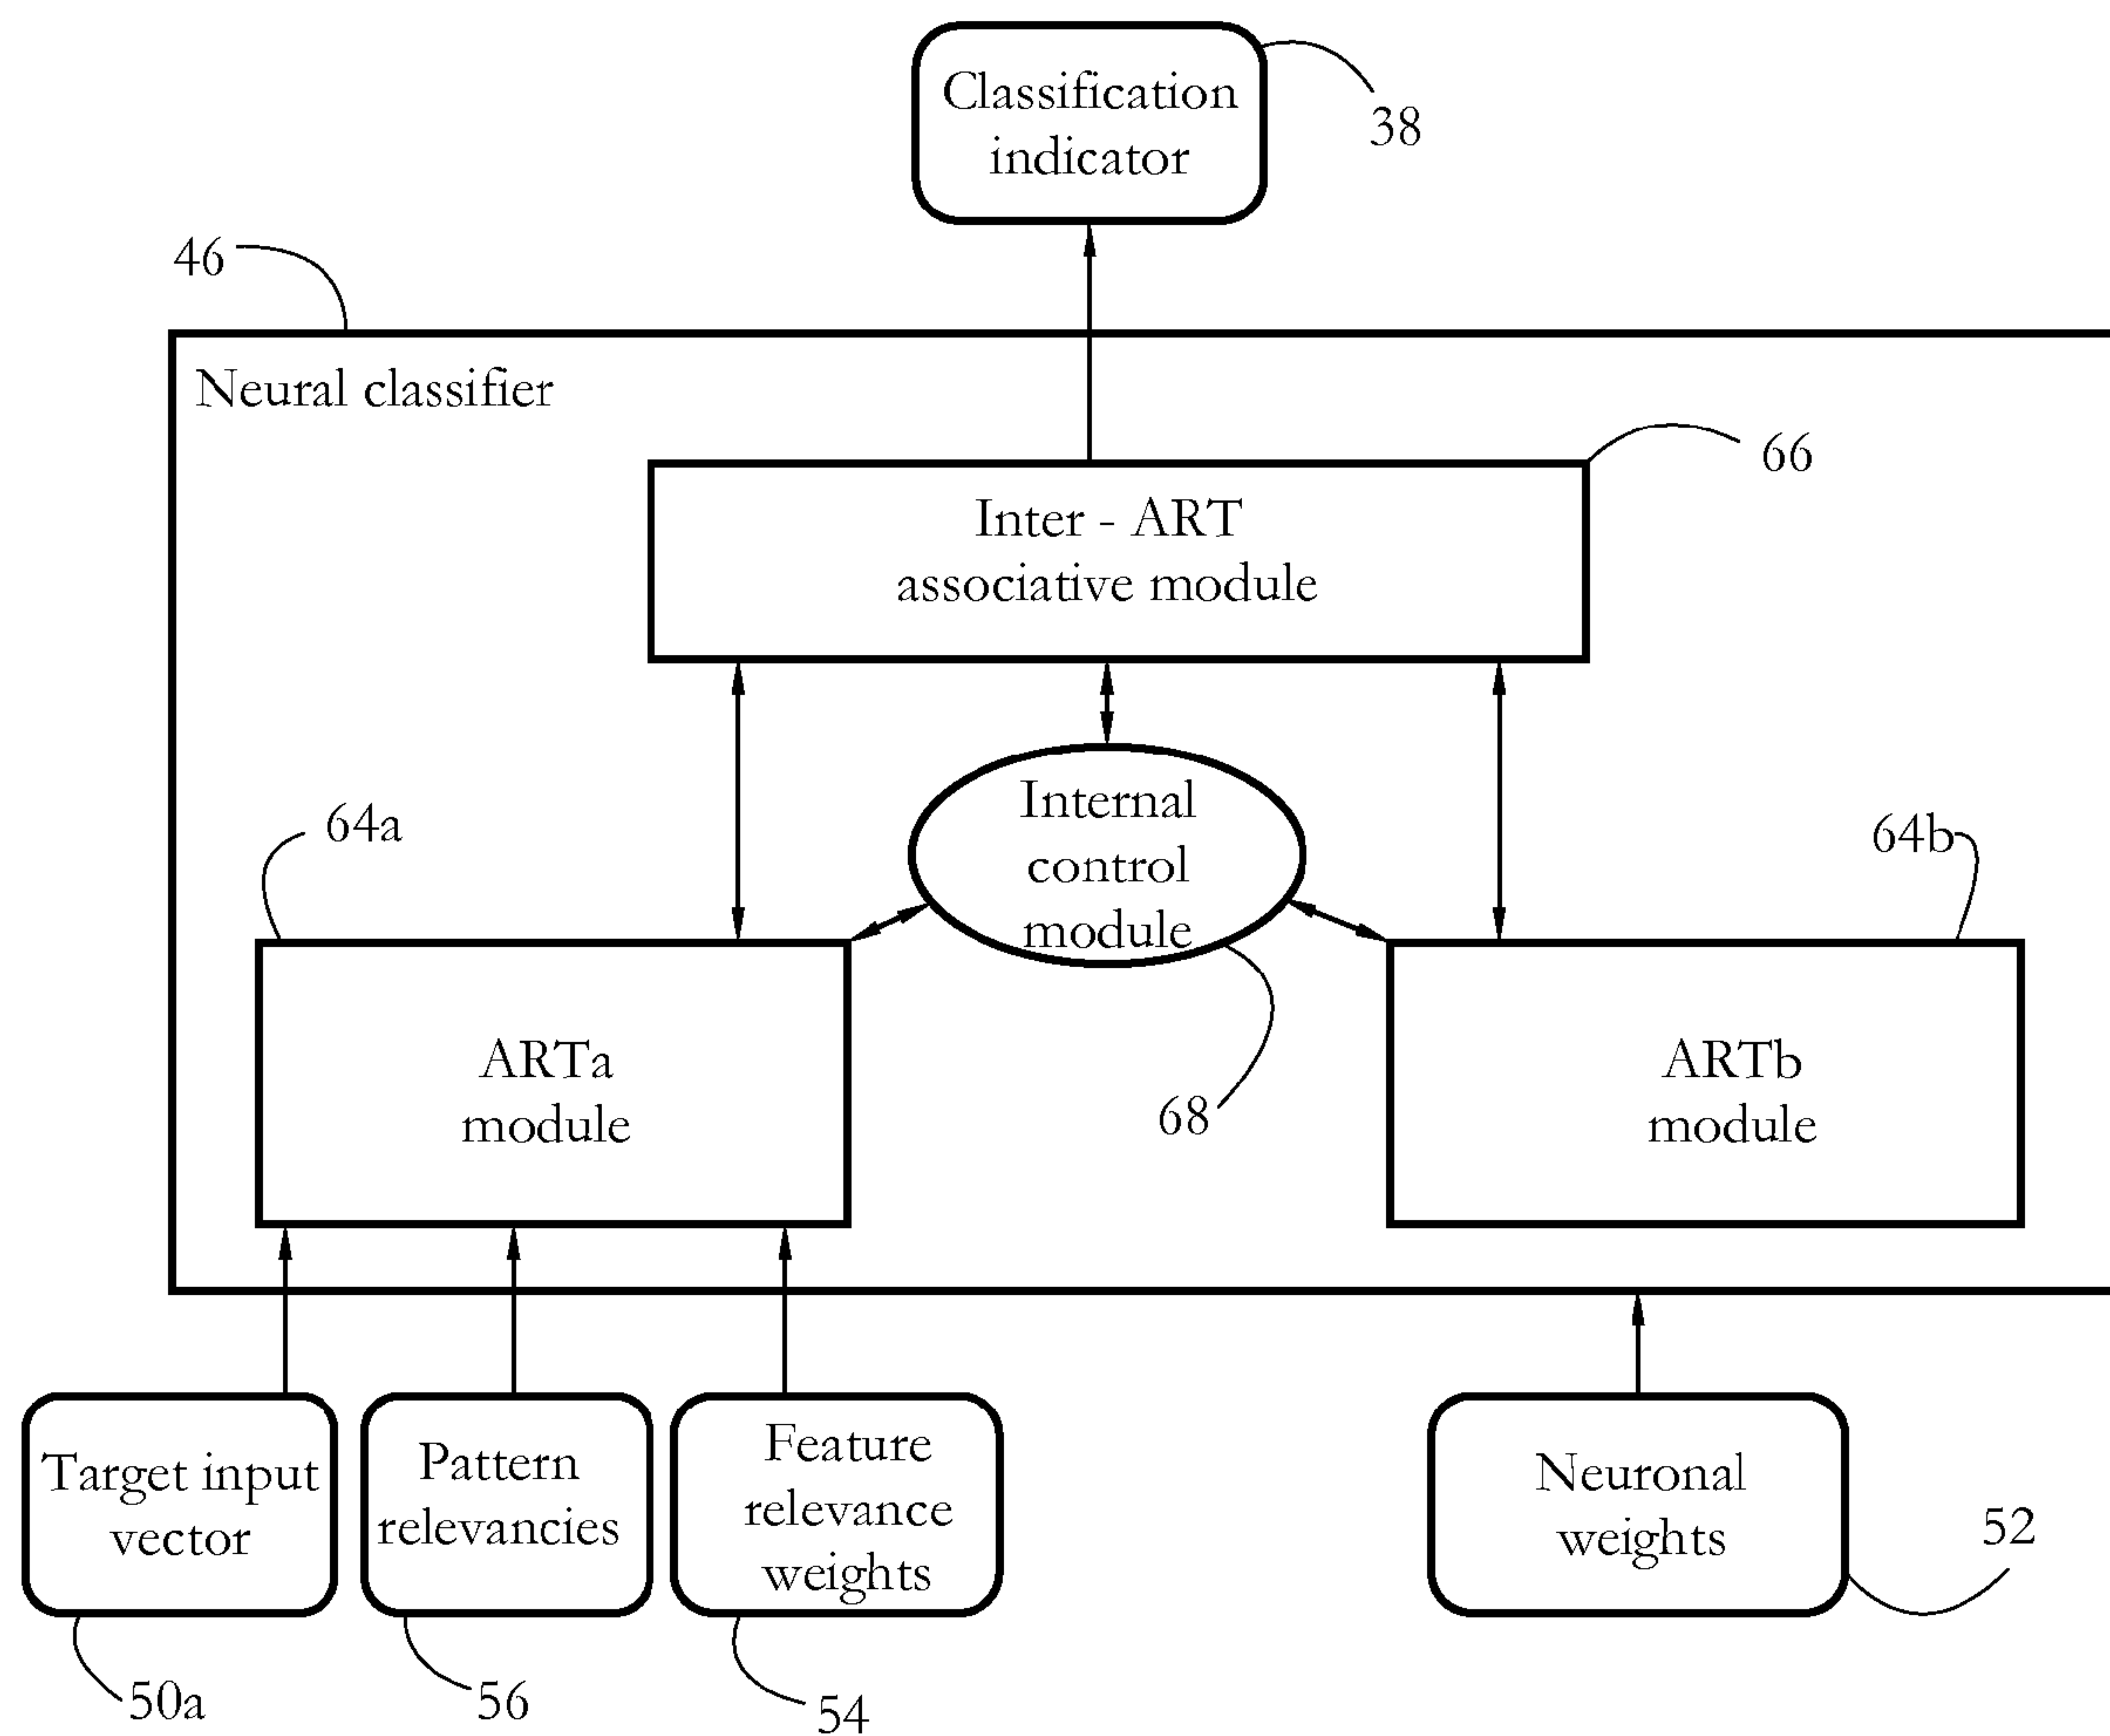 Classification
indicator
38
46
Neural classifier
66
Inter - ART
associative module
64a
Internal
control
module
64b
ARTa
module
68
ARTb
module
Target input
vector
Pattern
relevancies
Feature
relevance
weights
Neuronal
weights
52
50a
56
54